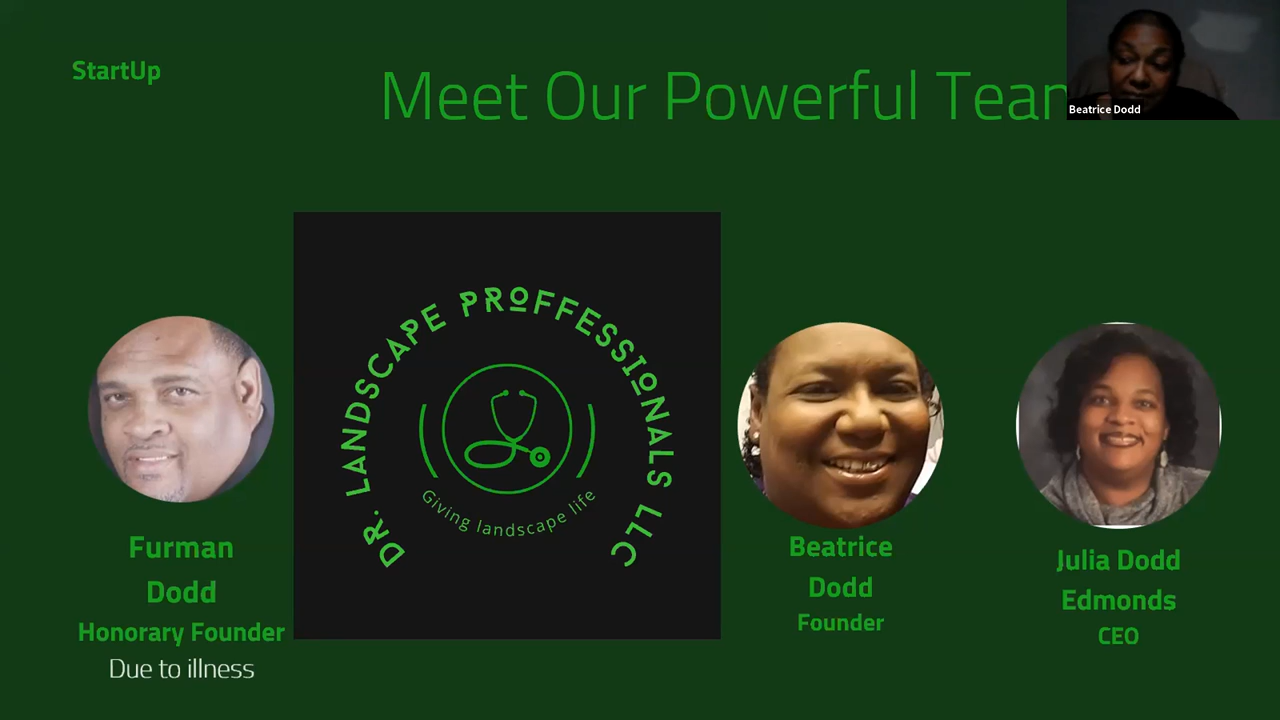 StartUp
Meet Our Powerful Team
Beatrice Dodd
DR. LANDSCAPE PROFFESSIONALS LLC
Giving landscape life
Furman
Dodd
Honorary Founder
Due to illness
Beatrice
Dodd
Founder
Julia Dodd
Edmonds
CEO